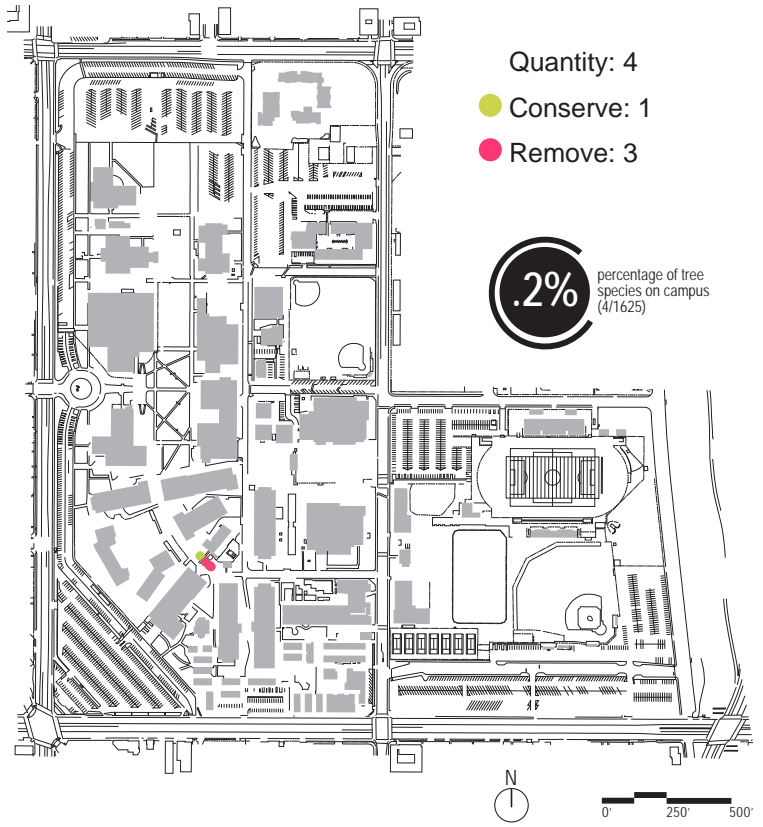 Quantity: 4
Conserve: 1
Remove: 3
.2%
percentage of tree
species on campus
(4/1625)
N
0' 250' 500'